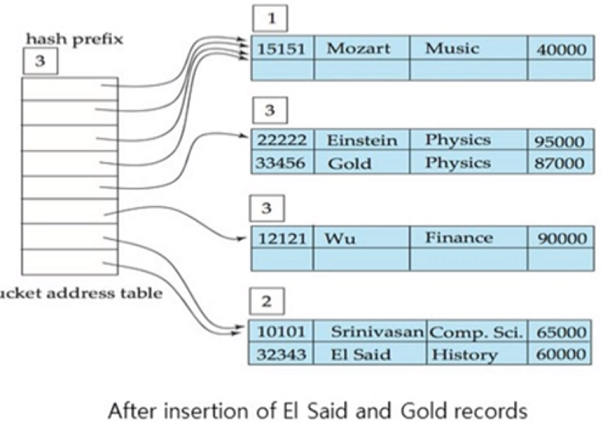 hash prefix
3
1
15151 Mozart Music 40000
3
22222 Einstein Physics 95000
33456 Gold Physics 87000
3
12121 Wu Finance 90000
ucket address table
2
10101 Srinivasan Comp. Sci. 65000
32343 El Said History 60000
After insertion of El Said and Gold records